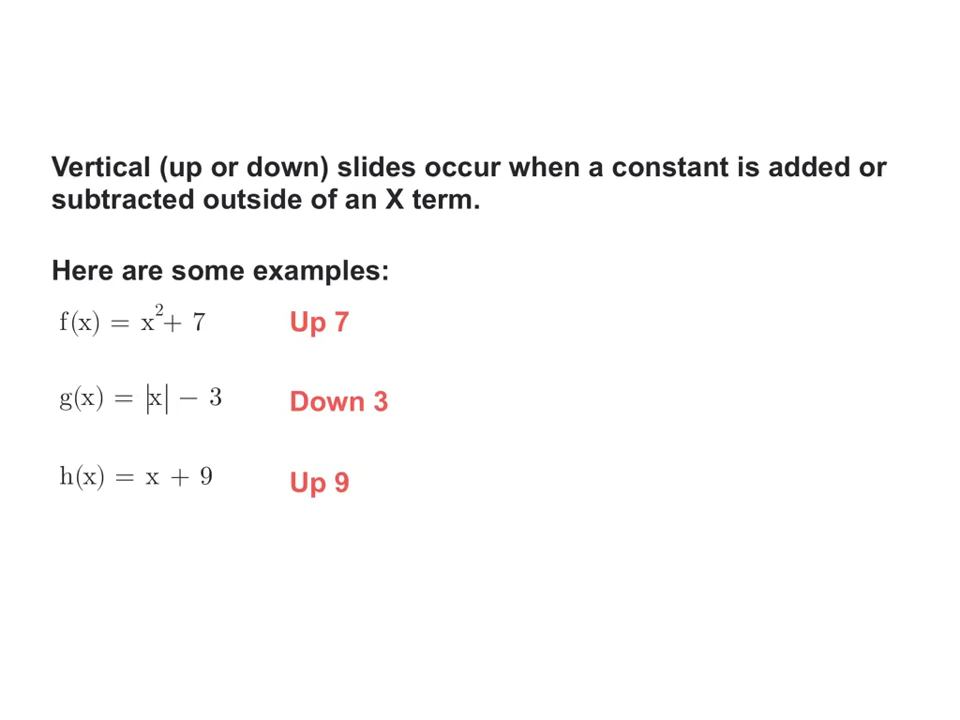 Vertical (up or down) slides occur when a constant is added or
subtracted outside of an X term.
Here are some examples:
f(x) = x²+ 7 Up 7
g(x) = |x| − 3 Down 3
h(x) = x + 9 Up 9